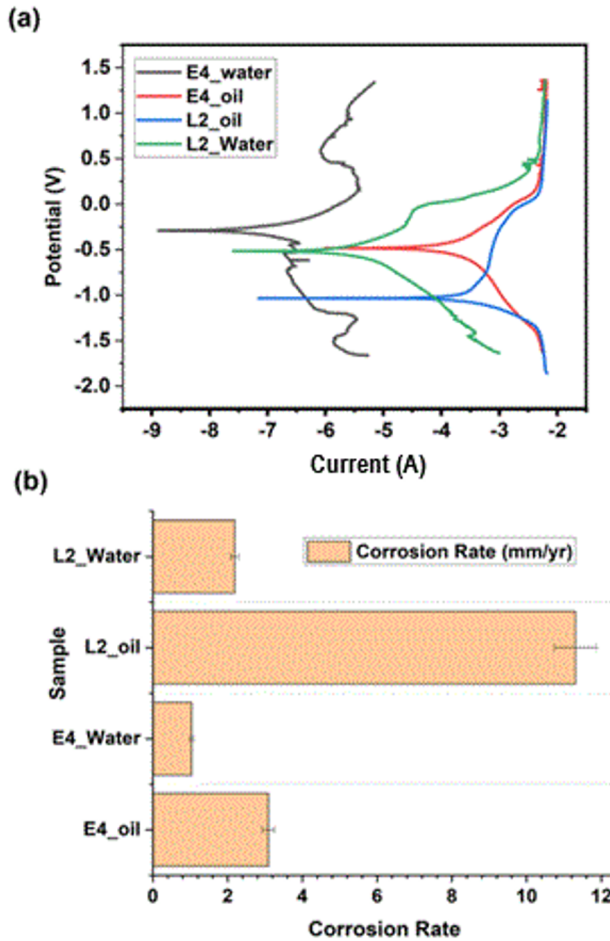 (a)
E4_water
E4_oil
L2_oil
L2_Water
1.5
1.0
0.5
0.0
-0.5
-1.0
-1.5
-2.0
Potential (V)
-9 -8 -7 -6 -5 -4 -3 -2
Current (A)
(b)
Corrosion Rate (mm/yr)
L2_Water
L2_oil
E4_Water
E4_oil
Sample
0 2 4 6 8 10 12
Corrosion Rate